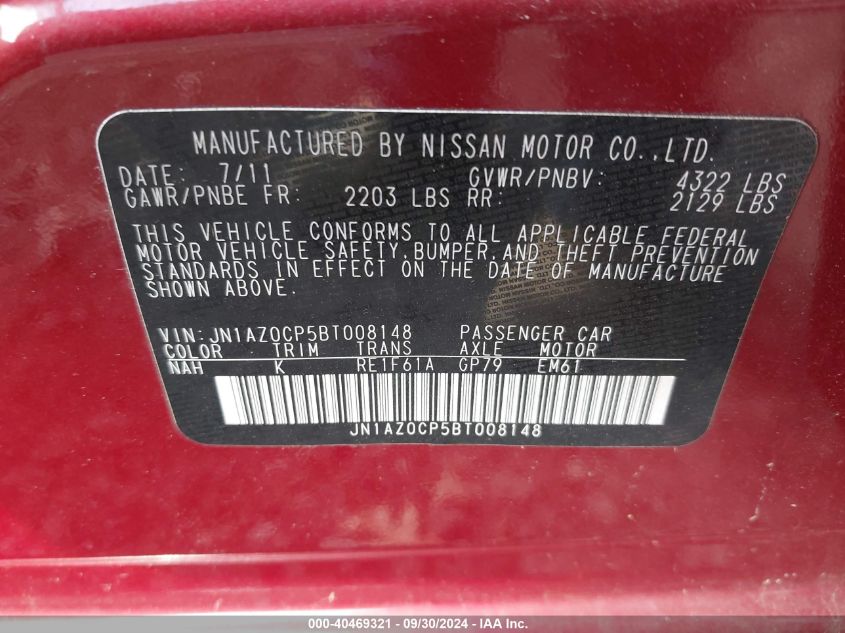 MANUFACTURED BY NISSAN MOTOR CO.,LTD.
DATE: 7/11 GVWR/PNBV: 4322 LBS
GAWR/PNBE FR: 2203 LBS RR: 2129 LBS
THIS VEHICLE CONFORMS TO ALL APPLICABLE FEDERAL
MOTOR VEHICLE SAFETY,BUMPER,AND THEFT PREVENTION
STANDARDS IN EFFECT ON THE DATE OF MANUFACTURE
SHOWN ABOVE.
VIN:JN1AZ0CP5BT008148 PASSENGER CAR
COLOR TRIM TRANS AXLE MOTOR
NAH K RE1F61A GP79 EM61
JN1AZ0CP5BT008148
000-40469321 / 09/30/2024 - IAA, Inc.